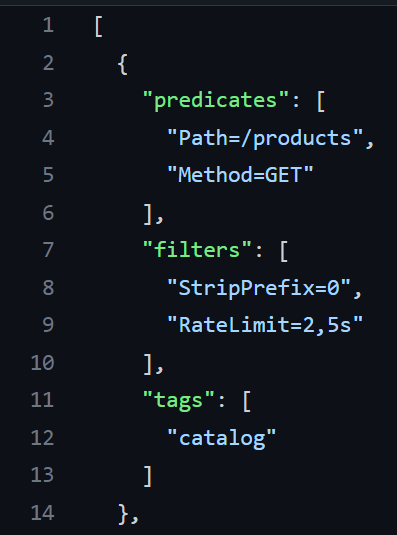 1 [
2 {
3 "predicates": [
4 "Path=/products",
5 "Method=GET"
6 ],
7 "filters": [
8 "StripPrefix=0",
9 "RateLimit=2,5s"
10 ],
11 "tags": [
12 "catalog"
13 ]
14 },